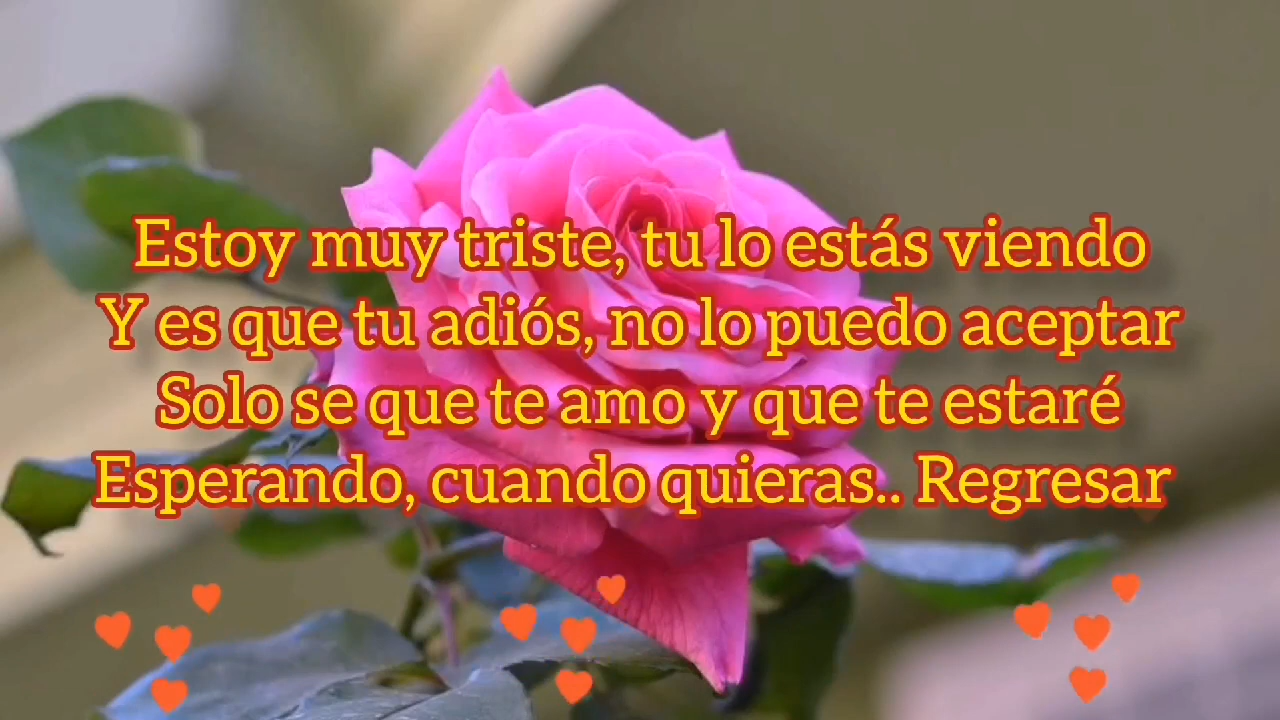 Estoy muy triste, tu lo estás viendo
Y es que tu adiós, no lo puedo aceptar
Solo se que te amo y que te estaré
Esperando, cuando quieras.. Regresar